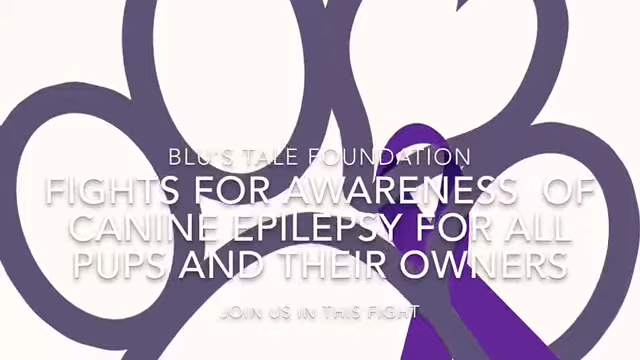 BLU'S TALE FOUNDATION
FIGHTS FOR AWARENESS OF
CANINE EPILEPSY FOR ALL
PUPS AND THEIR OWNERS
JOIN US IN THIS FIGHT